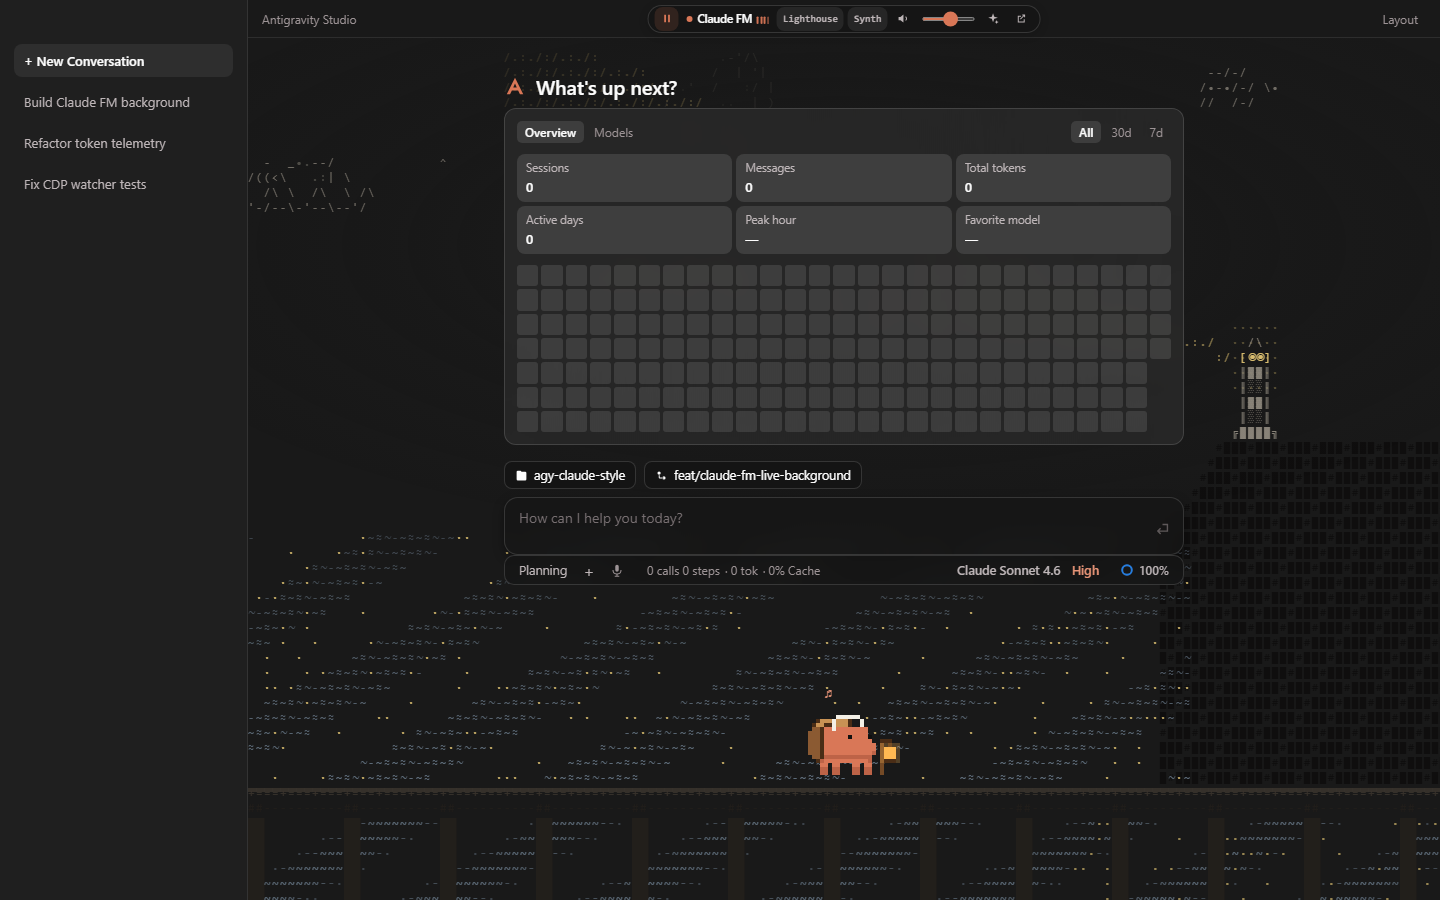 Antigravity Studio
Claude FM
Lighthouse
Synth
Layout
+ New Conversation
Build Claude FM background
Refactor token telemetry
Fix CDP watcher tests
What's up next?
Overview Models
All 30d 7d
Sessions
0
Messages
0
Total tokens
0
Active days
0
Peak hour
—
Favorite model
—
agy-claude-style
feat/claude-fm-live-background
How can I help you today?
Planning + 0 calls 0 steps · 0 tok · 0% Cache
Claude Sonnet 4.6 High 100%